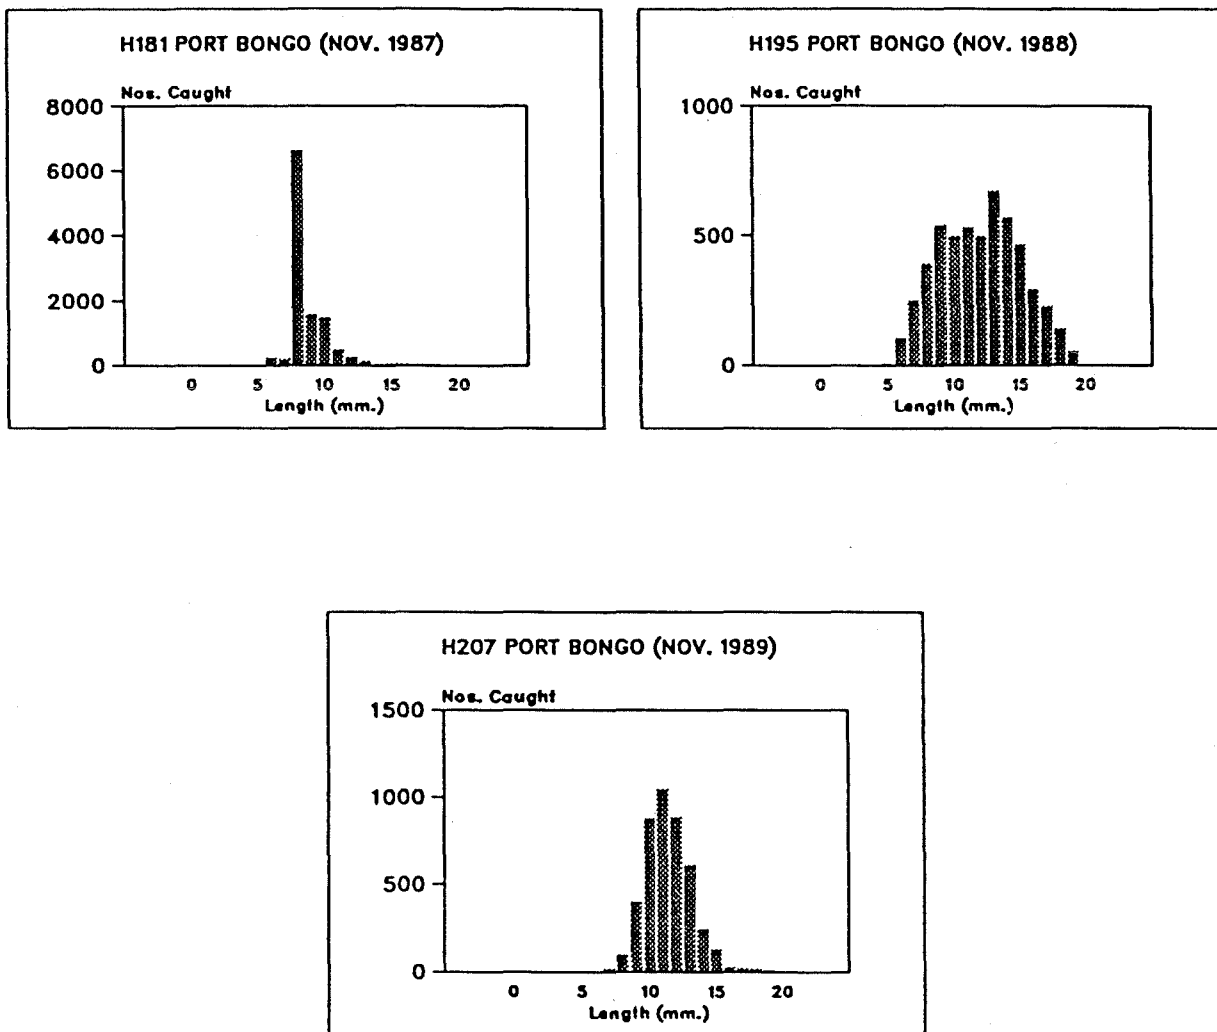 H181 PORT BONGO (NOV. 1987)
Nos. Caught
8000
6000
4000
2000
0
0 5 10 15 20
Length (mm.)
H195 PORT BONGO (NOV. 1988)
Nos. Caught
1000
500
0
0 5 10 15 20
Length (mm.)
H207 PORT BONGO (NOV. 1989)
Nos. Caught
1500
1000
500
0
0 5 10 15 20
Length (mm.)